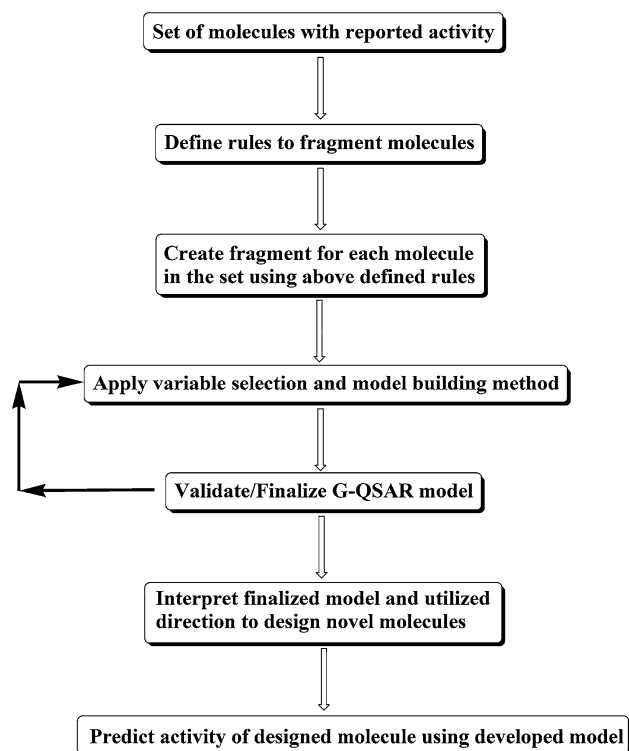 Set of molecules with reported activity
Define rules to fragment molecules
Create fragment for each molecule
in the set using above defined rules
Apply variable selection and model building method
Validate/Finalize G-QSAR model
Interpret finalized model and utilized
direction to design novel molecules
Predict activity of designed molecule using developed model